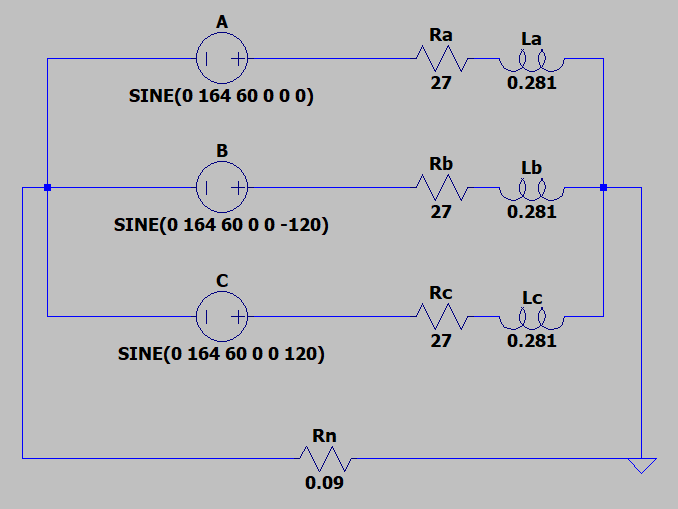 A
Ra
La
SINE(0 164 60 0 0 0)
27
0.281
B
Rb
Lb
SINE(0 164 60 0 0 -120)
27
0.281
C
Rc
Lc
SINE(0 164 60 0 0 120)
27
0.281
Rn
0.09